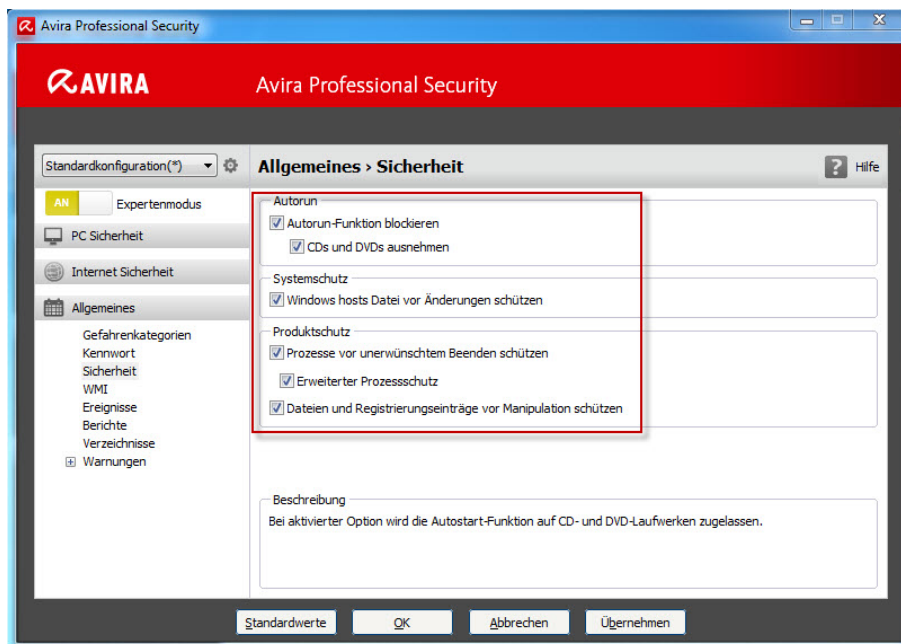 Avira Professional Security
AVIRA
Avira Professional Security
Standardkonfiguration(*)
Allgemeines › Sicherheit
? Hilfe
AN Expertenmodus
PC Sicherheit
Internet Sicherheit
Allgemeines
Gefahrenkategorien
Kennwort
Sicherheit
WMI
Ereignisse
Berichte
Verzeichnisse
Warnungen
Autorun
Autorun-Funktion blockieren
CDs und DVDs ausnehmen
Systemschutz
Windows hosts Datei vor Änderungen schützen
Produktschutz
Prozesse vor unerwünschtem Beenden schützen
Erweiterter Prozessschutz
Dateien und Registrierungseinträge vor Manipulation schützen
Beschreibung
Bei aktivierter Option wird die Autostart-Funktion auf CD- und DVD-Laufwerken zugelassen.
Standardwerte
OK
Abbrechen
Übernehmen